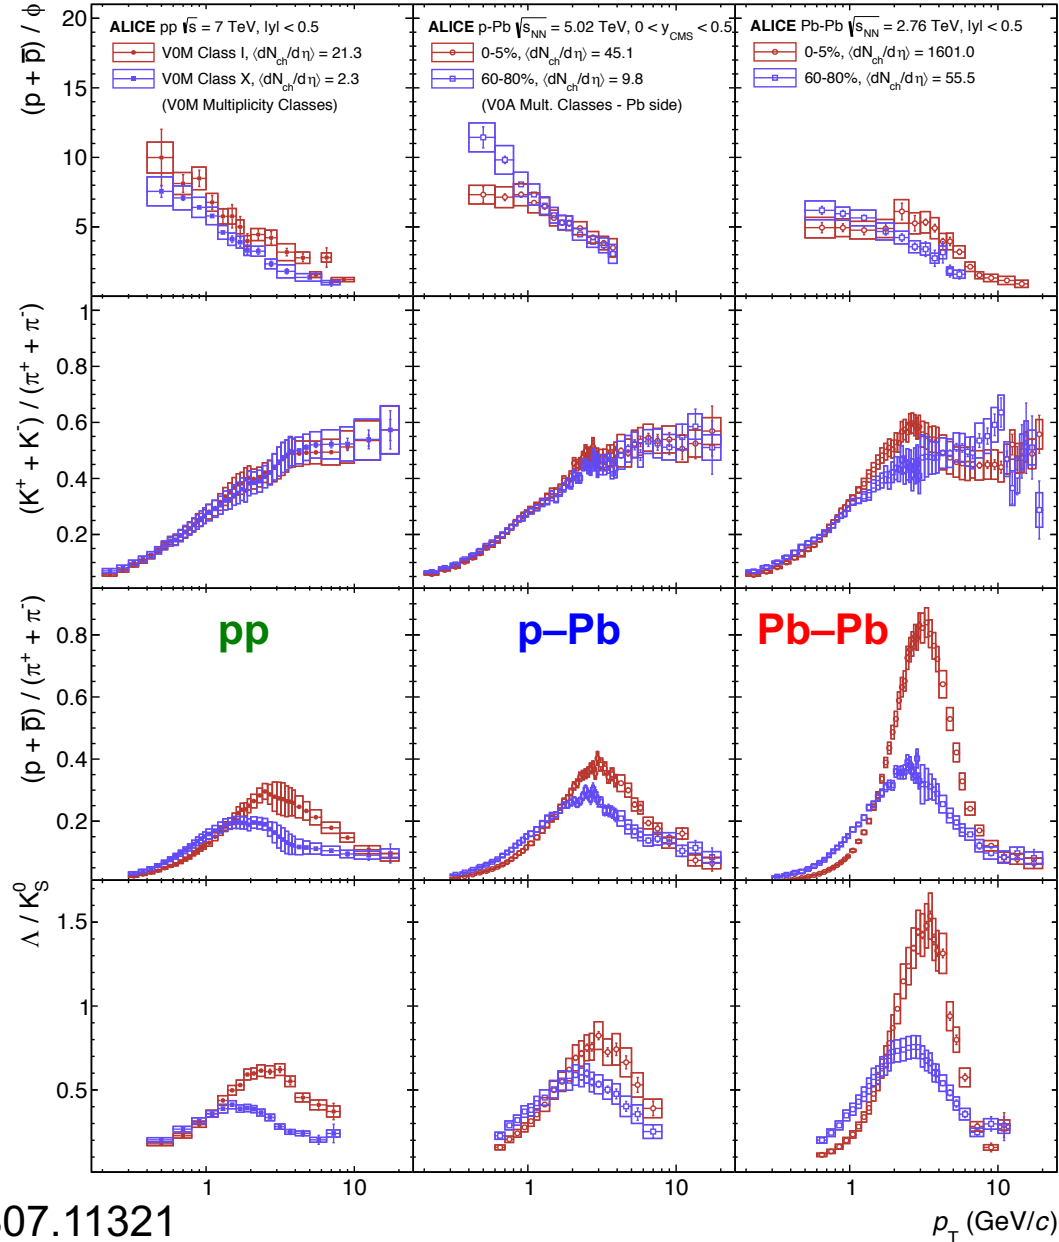 (p + p̅) / ϕ
ALICE pp √s = 7 TeV, |y| < 0.5
V0M Class I, ⟨dN_ch/dη⟩ = 21.3
V0M Class X, ⟨dN_ch/dη⟩ = 2.3
(V0M Multiplicity Classes)
ALICE p-Pb √s_NN = 5.02 TeV, 0 < y_CMS < 0.5
0-5%, ⟨dN_ch/dη⟩ = 45.1
60-80%, ⟨dN_ch/dη⟩ = 9.8
(V0A Mult. Classes - Pb side)
ALICE Pb-Pb √s_NN = 2.76 TeV, |y| < 0.5
0-5%, ⟨dN_ch/dη⟩ = 1601.0
60-80%, ⟨dN_ch/dη⟩ = 55.5
20
15
10
5
(K⁺ + K⁻) / (π⁺ + π⁻)
1
0.8
0.6
0.4
0.2
(p + p̅) / (π⁺ + π⁻)
pp
p–Pb
Pb–Pb
0.8
0.6
0.4
0.2
Λ / K⁰_S
1.5
1
0.5
1 10 1 10 1 10
p_T (GeV/c)
07.11321